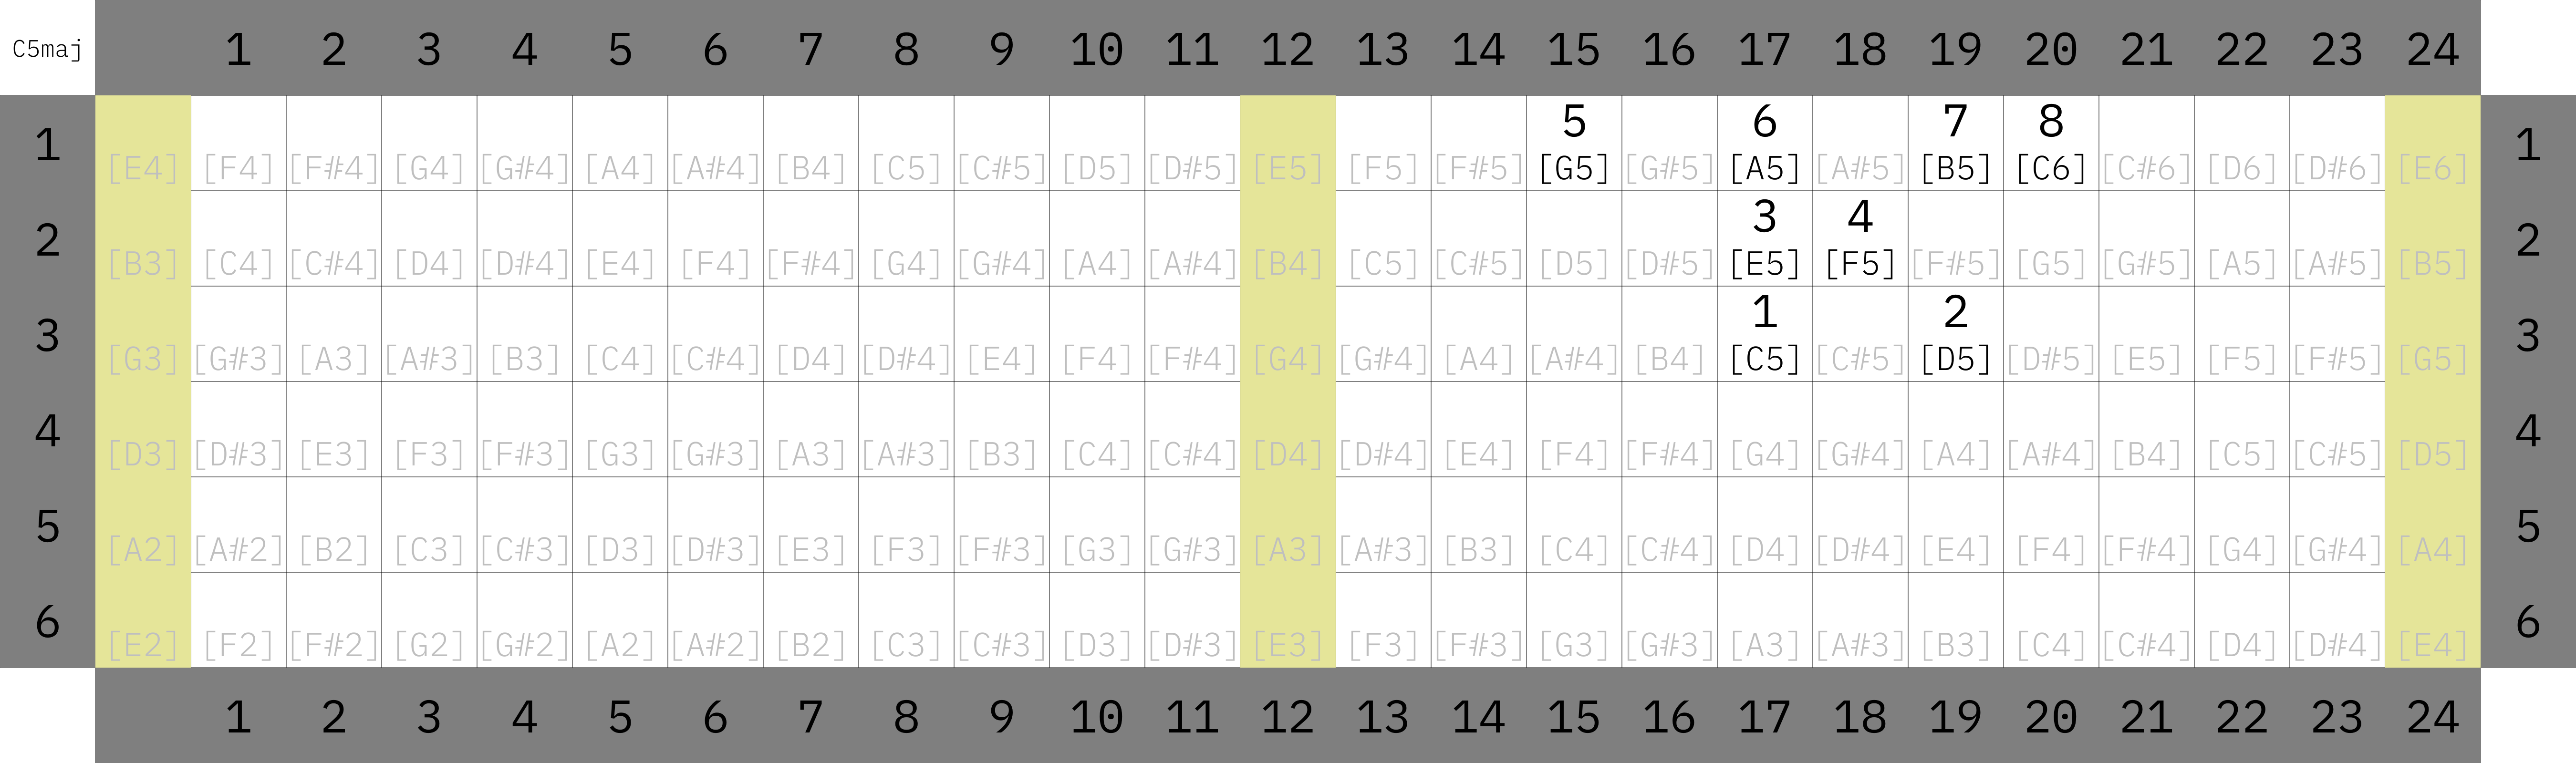 C5maj 1 2 3 4 5 6 7 8 9 10 11 12 13 14 15 16 17 18 19 20 21 22 23 24
5 6 7 8
1 [E4] [F4] [F#4] [G4] [G#4] [A4] [A#4] [B4] [C5] [C#5] [D5] [D#5] [E5] [F5] [F#5] [G5] [G#5] [A5] [A#5] [B5] [C6] [C#6] [D6] [D#6] [E6] 1
3 4
2 [B3] [C4] [C#4] [D4] [D#4] [E4] [F4] [F#4] [G4] [G#4] [A4] [A#4] [B4] [C5] [C#5] [D5] [D#5] [E5] [F5] [F#5] [G5] [G#5] [A5] [A#5] [B5] 2
1 2
3 [G3] [G#3] [A3] [A#3] [B3] [C4] [C#4] [D4] [D#4] [E4] [F4] [F#4] [G4] [G#4] [A4] [A#4] [B4] [C5] [C#5] [D5] [D#5] [E5] [F5] [F#5] [G5] 3
4 [D3] [D#3] [E3] [F3] [F#3] [G3] [G#3] [A3] [A#3] [B3] [C4] [C#4] [D4] [D#4] [E4] [F4] [F#4] [G4] [G#4] [A4] [A#4] [B4] [C5] [C#5] [D5] 4
5 [A2] [A#2] [B2] [C3] [C#3] [D3] [D#3] [E3] [F3] [F#3] [G3] [G#3] [A3] [A#3] [B3] [C4] [C#4] [D4] [D#4] [E4] [F4] [F#4] [G4] [G#4] [A4] 5
6 [E2] [F2] [F#2] [G2] [G#2] [A2] [A#2] [B2] [C3] [C#3] [D3] [D#3] [E3] [F3] [F#3] [G3] [G#3] [A3] [A#3] [B3] [C4] [C#4] [D4] [D#4] [E4] 6
1 2 3 4 5 6 7 8 9 10 11 12 13 14 15 16 17 18 19 20 21 22 23 24